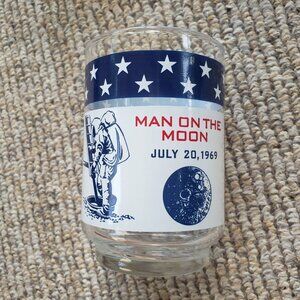 MAN ON THE
MOON
JULY 20, 1969